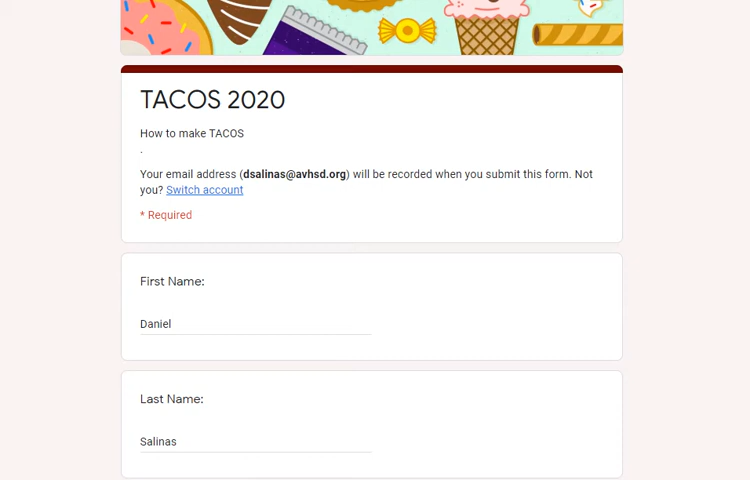 TACOS 2020
How to make TACOS
.
Your email address (dsalinas@avhsd.org) will be recorded when you submit this form. Not
you? Switch account
* Required
First Name:
Daniel
Last Name:
Salinas